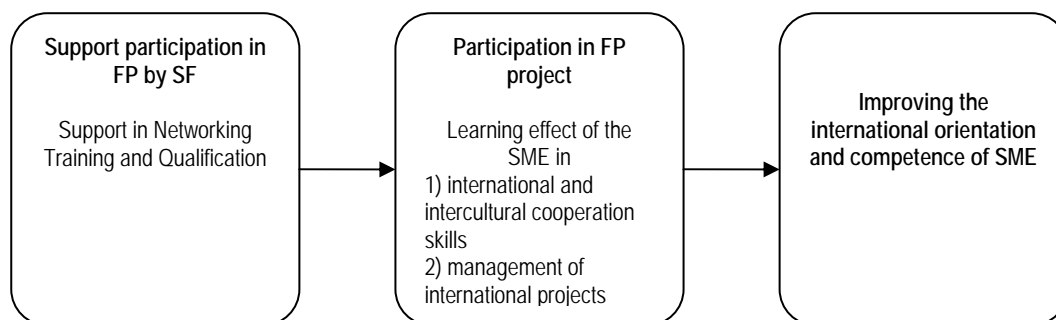 Support participation in
FP by SF
Support in Networking
Training and Qualification
Participation in FP
project
Learning effect of the
SME in
1) international and
intercultural cooperation
skills
2) management of
international projects
Improving the
international orientation
and competence of SME